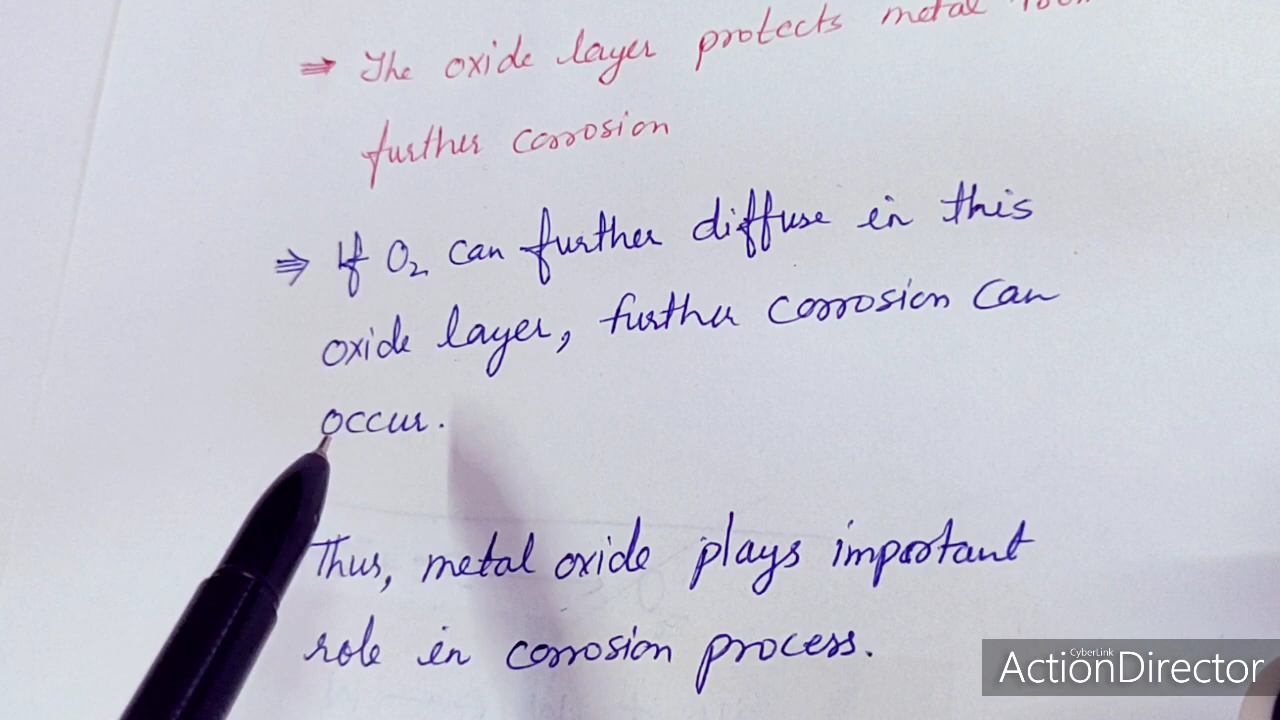 ⇒ The oxide layer protects metal
further corrosion
⇒ If O₂ can further diffuse in this
oxide layer, further corrosion can
occur.
Thus, metal oxide plays important
role in corrosion process.
CyberLink
ActionDirector